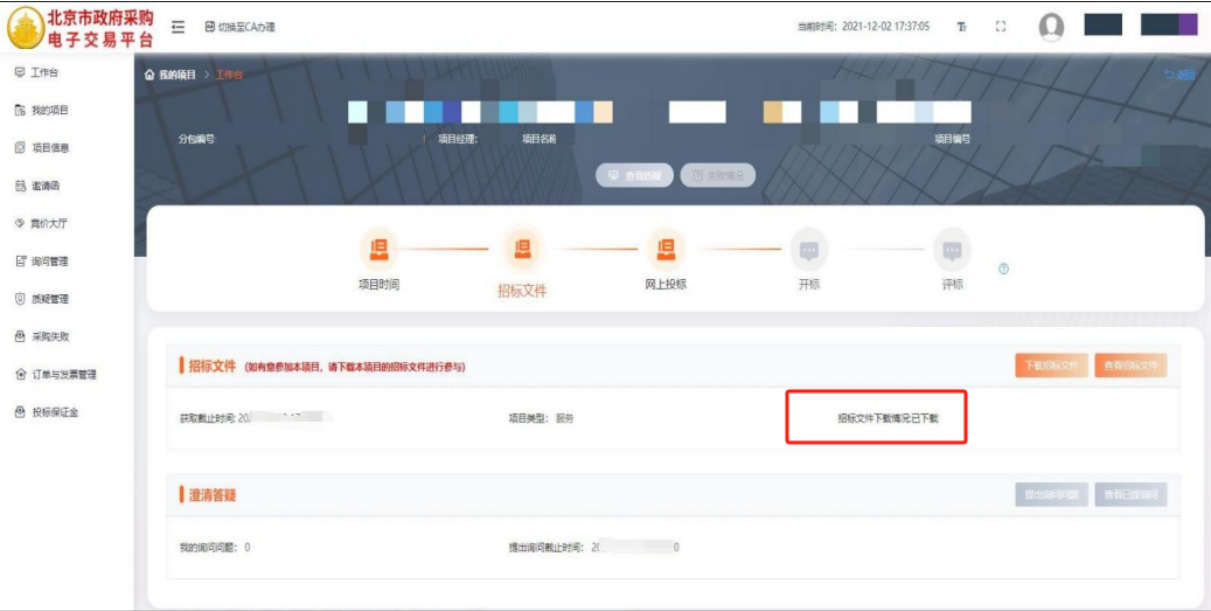 北京市政府采购
电子交易平台
切换至CA办理
当前时间：2021-12-02 17:37:05
工作台
我的项目
项目信息
邀请函
竞价大厅
询问管理
质疑管理
采购失败
订单与发票管理
投标保证金
我的项目 > 工作台
返回
分包编号
项目经理：
项目名称
项目编号
失败情况
项目时间
招标文件
网上投标
开标
评标
招标文件 (如有意参加本项目，请下载本项目的招标文件进行参与)
下载招标文件
查看招标文件
获取截止时间: 20
项目类型： 服务
招标文件下载情况:已下载
澄清答疑
提出询问问题
我的询问问题： 0
提出询问截止时间： 2
0